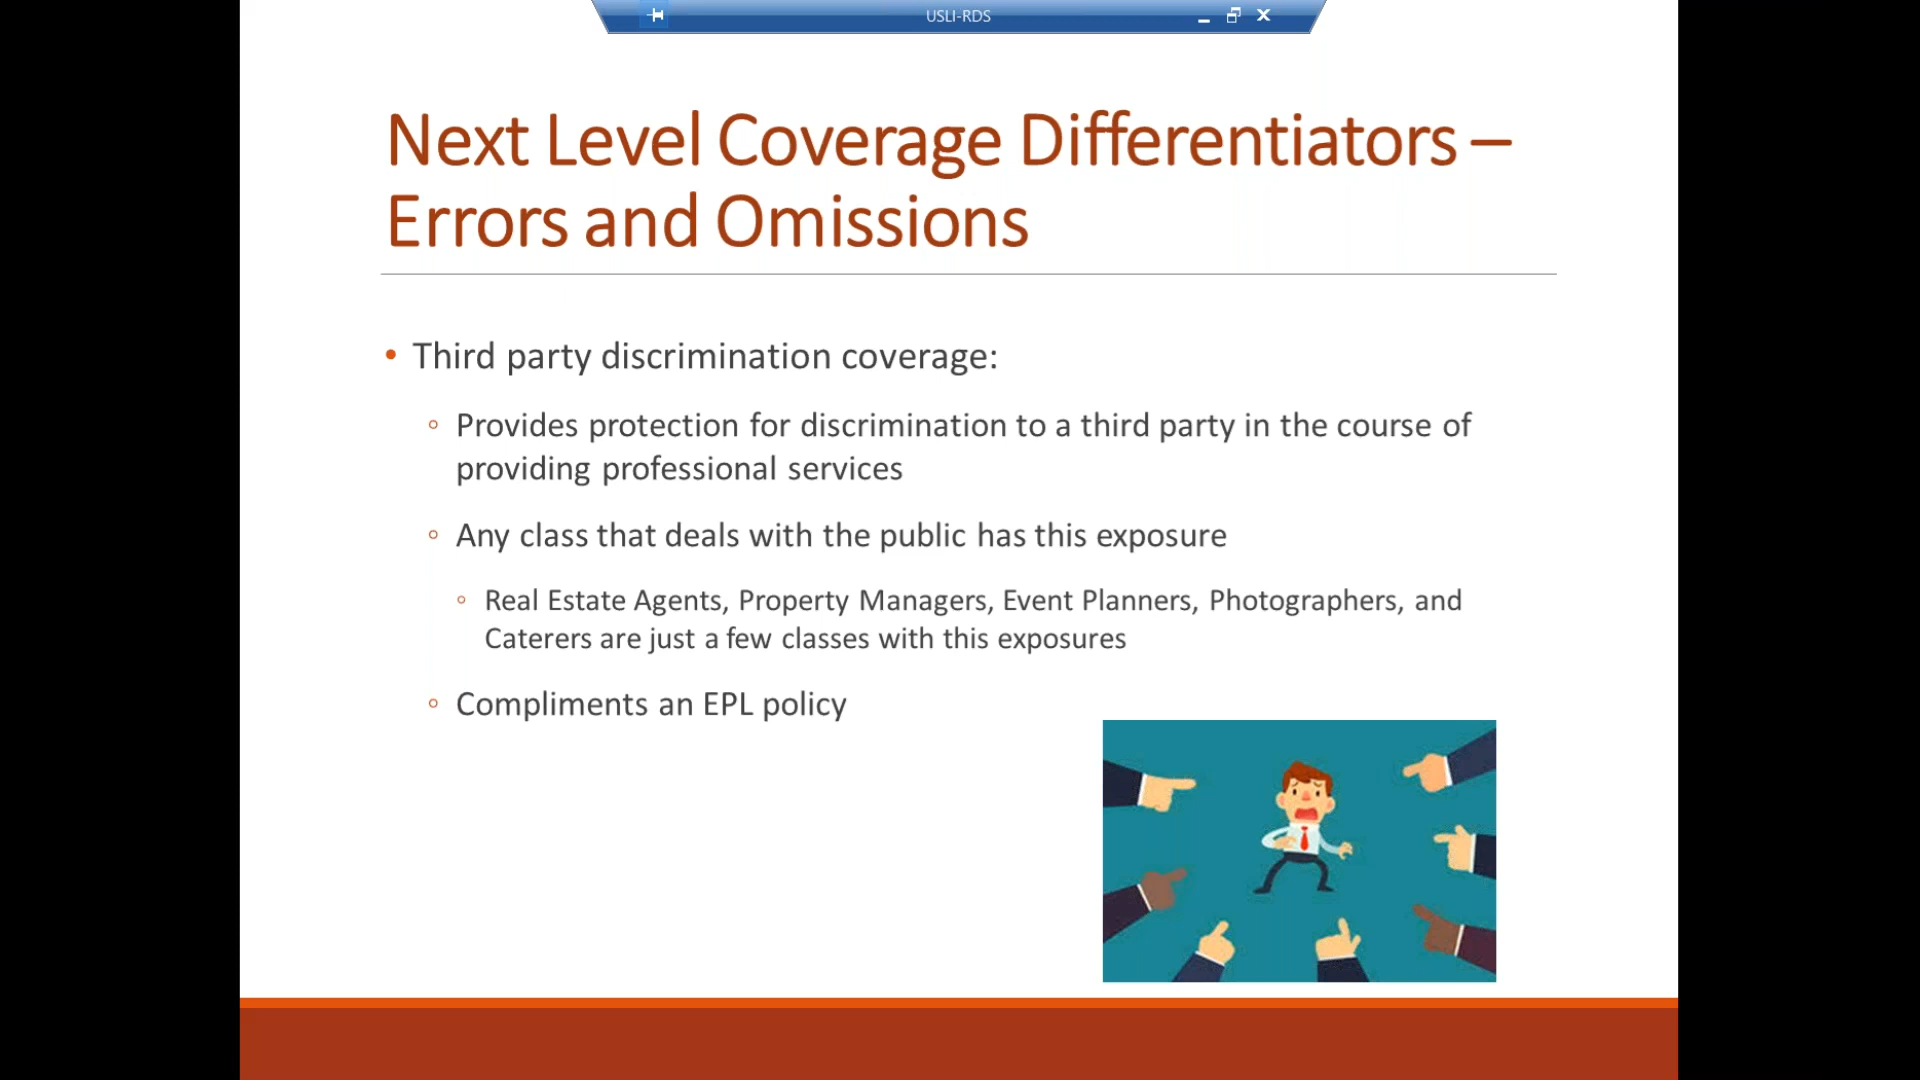 USLI-RDS
Next Level Coverage Differentiators –
Errors and Omissions
• Third party discrimination coverage:
◦ Provides protection for discrimination to a third party in the course of
providing professional services
◦ Any class that deals with the public has this exposure
◦ Real Estate Agents, Property Managers, Event Planners, Photographers, and
Caterers are just a few classes with this exposures
◦ Compliments an EPL policy